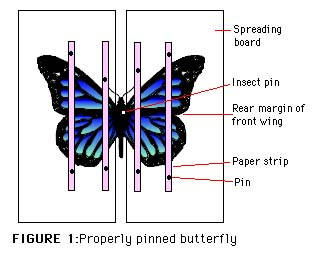 Spreading
board
Insect pin
Rear margin of
front wing
Paper strip
Pin
FIGURE 1:Properly pinned butterfly